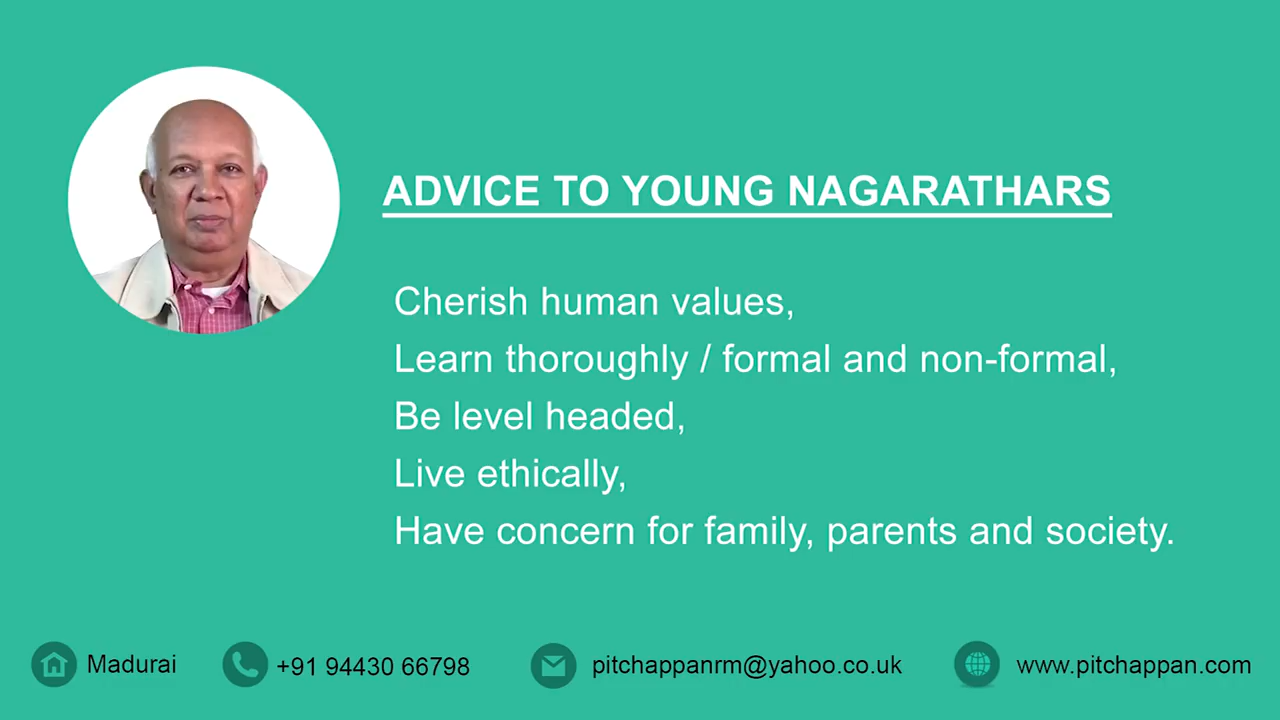 ADVICE TO YOUNG NAGARATHARS
Cherish human values,
Learn thoroughly / formal and non-formal,
Be level headed,
Live ethically,
Have concern for family, parents and society.
Madurai
+91 94430 66798
pitchappanrm@yahoo.co.uk
www.pitchappan.com